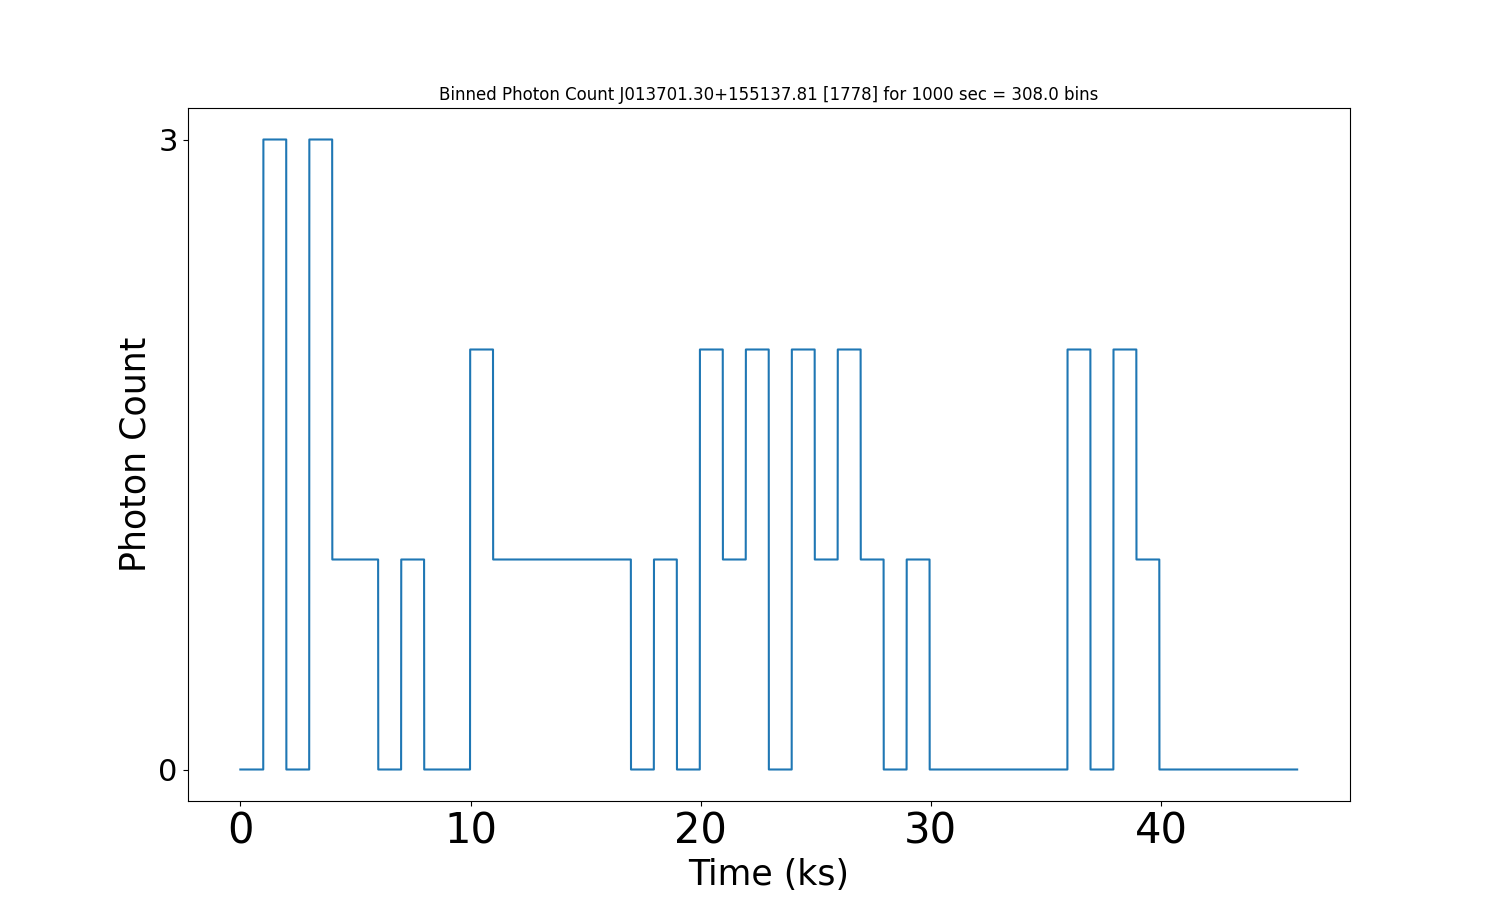 Binned Photon Count J013701.30+155137.81 [1778] for 1000 sec = 308.0 bins
3
0
Photon Count
0 10 20 30 40
Time (ks)